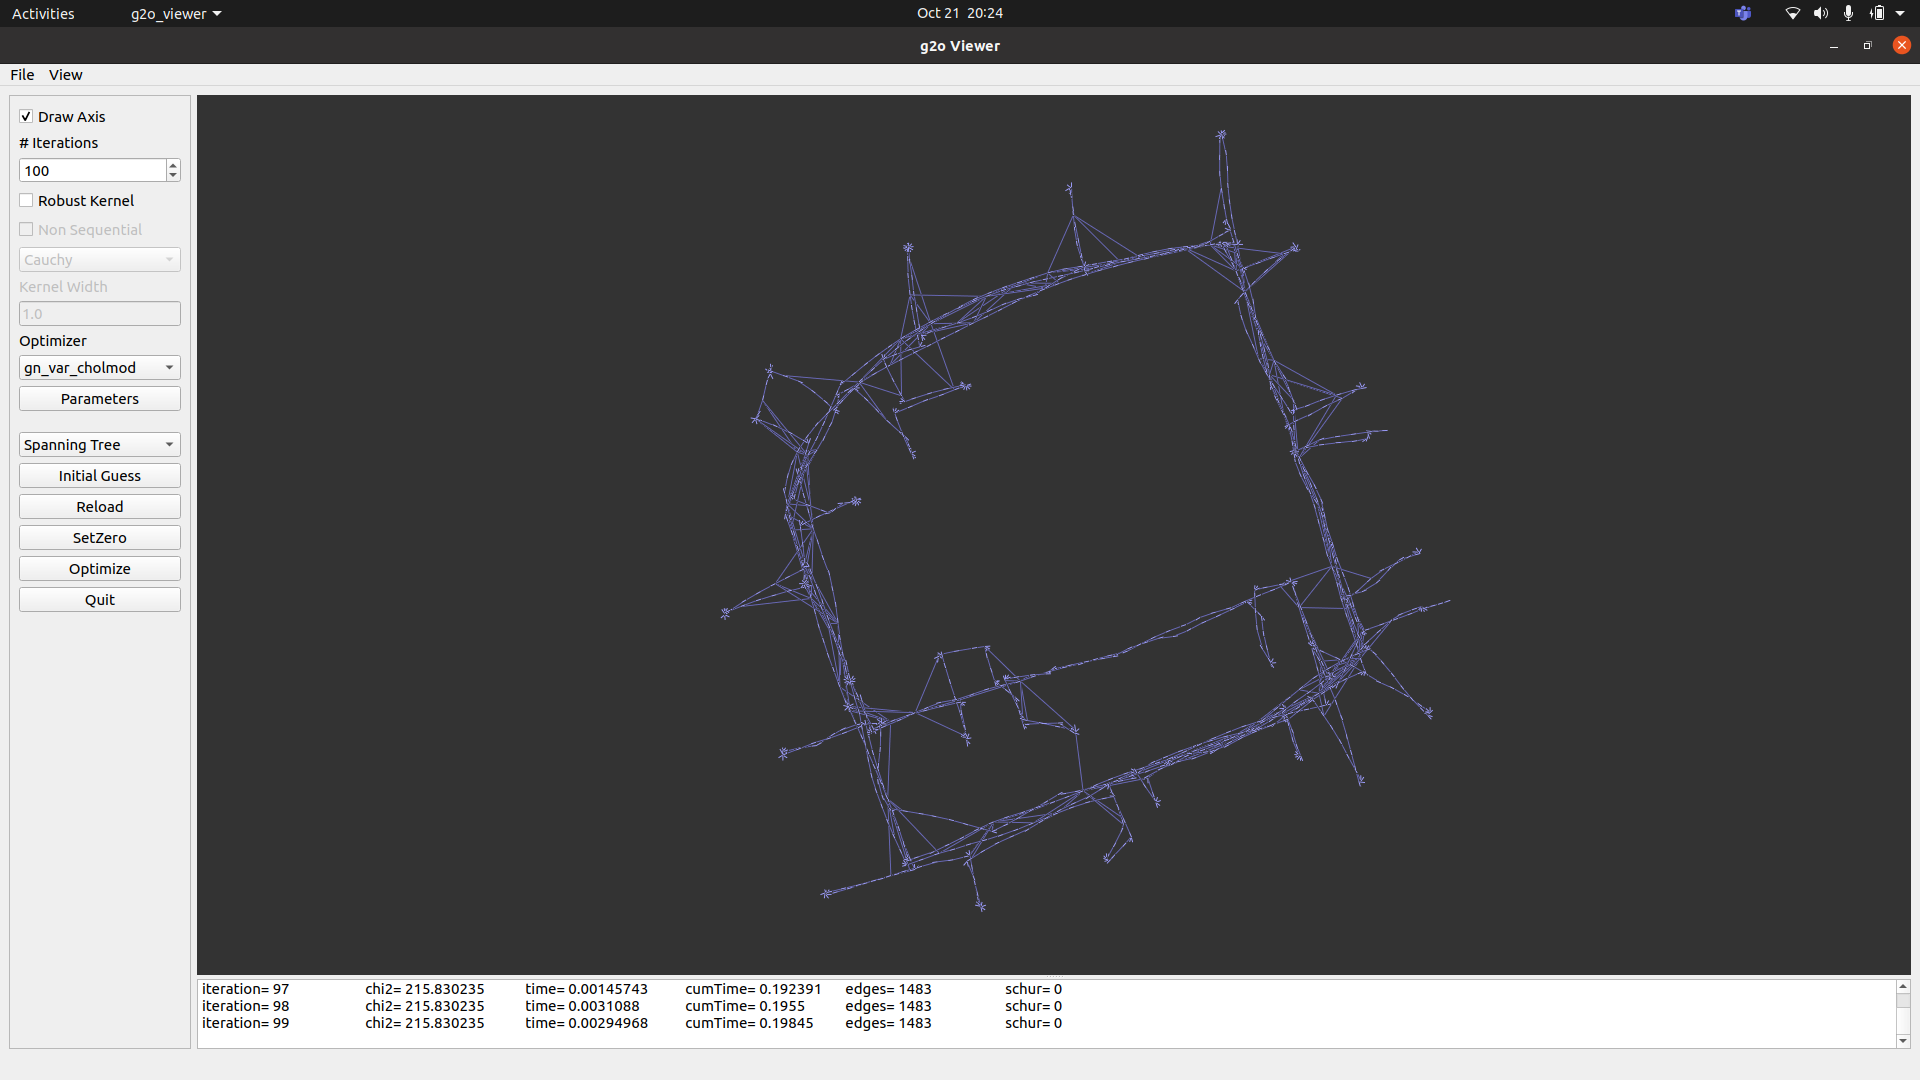 Activities g2o_viewer Oct 21 20:24
g2o Viewer
File View
Draw Axis
# Iterations
100
Robust Kernel
Non Sequential
Cauchy
Kernel Width
1.0
Optimizer
gn_var_cholmod
Parameters
Spanning Tree
Initial Guess
Reload
SetZero
Optimize
Quit
iteration= 97 chi2= 215.830235 time= 0.00145743 cumTime= 0.192391 edges= 1483 schur= 0
iteration= 98 chi2= 215.830235 time= 0.0031088 cumTime= 0.1955 edges= 1483 schur= 0
iteration= 99 chi2= 215.830235 time= 0.00294968 cumTime= 0.19845 edges= 1483 schur= 0